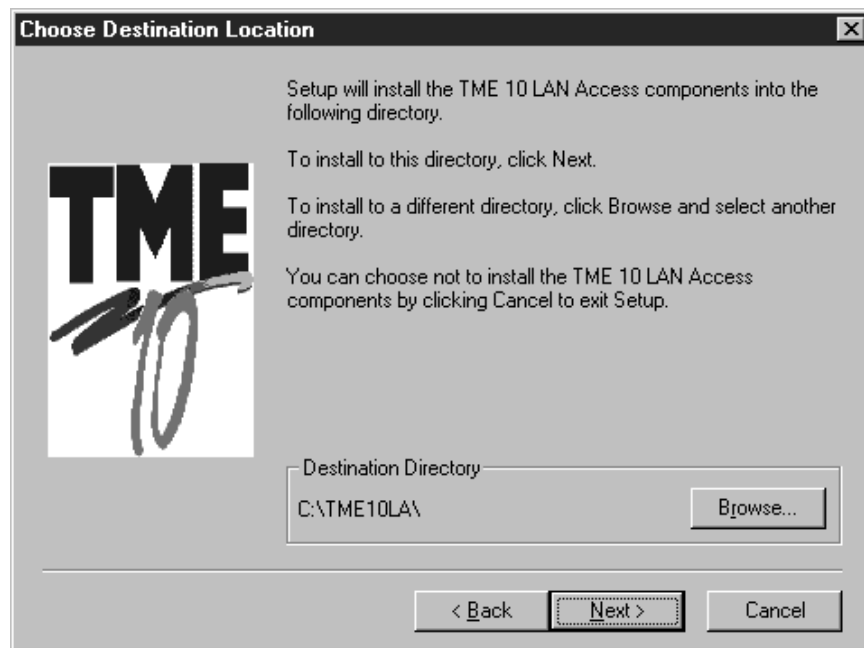 Choose Destination Location
Setup will install the TME 10 LAN Access components into the
following directory.
To install to this directory, click Next.
To install to a different directory, click Browse and select another
directory.
You can choose not to install the TME 10 LAN Access
components by clicking Cancel to exit Setup.
TME
10
Destination Directory
C:\TME10LA\
Browse...
< Back
Next >
Cancel